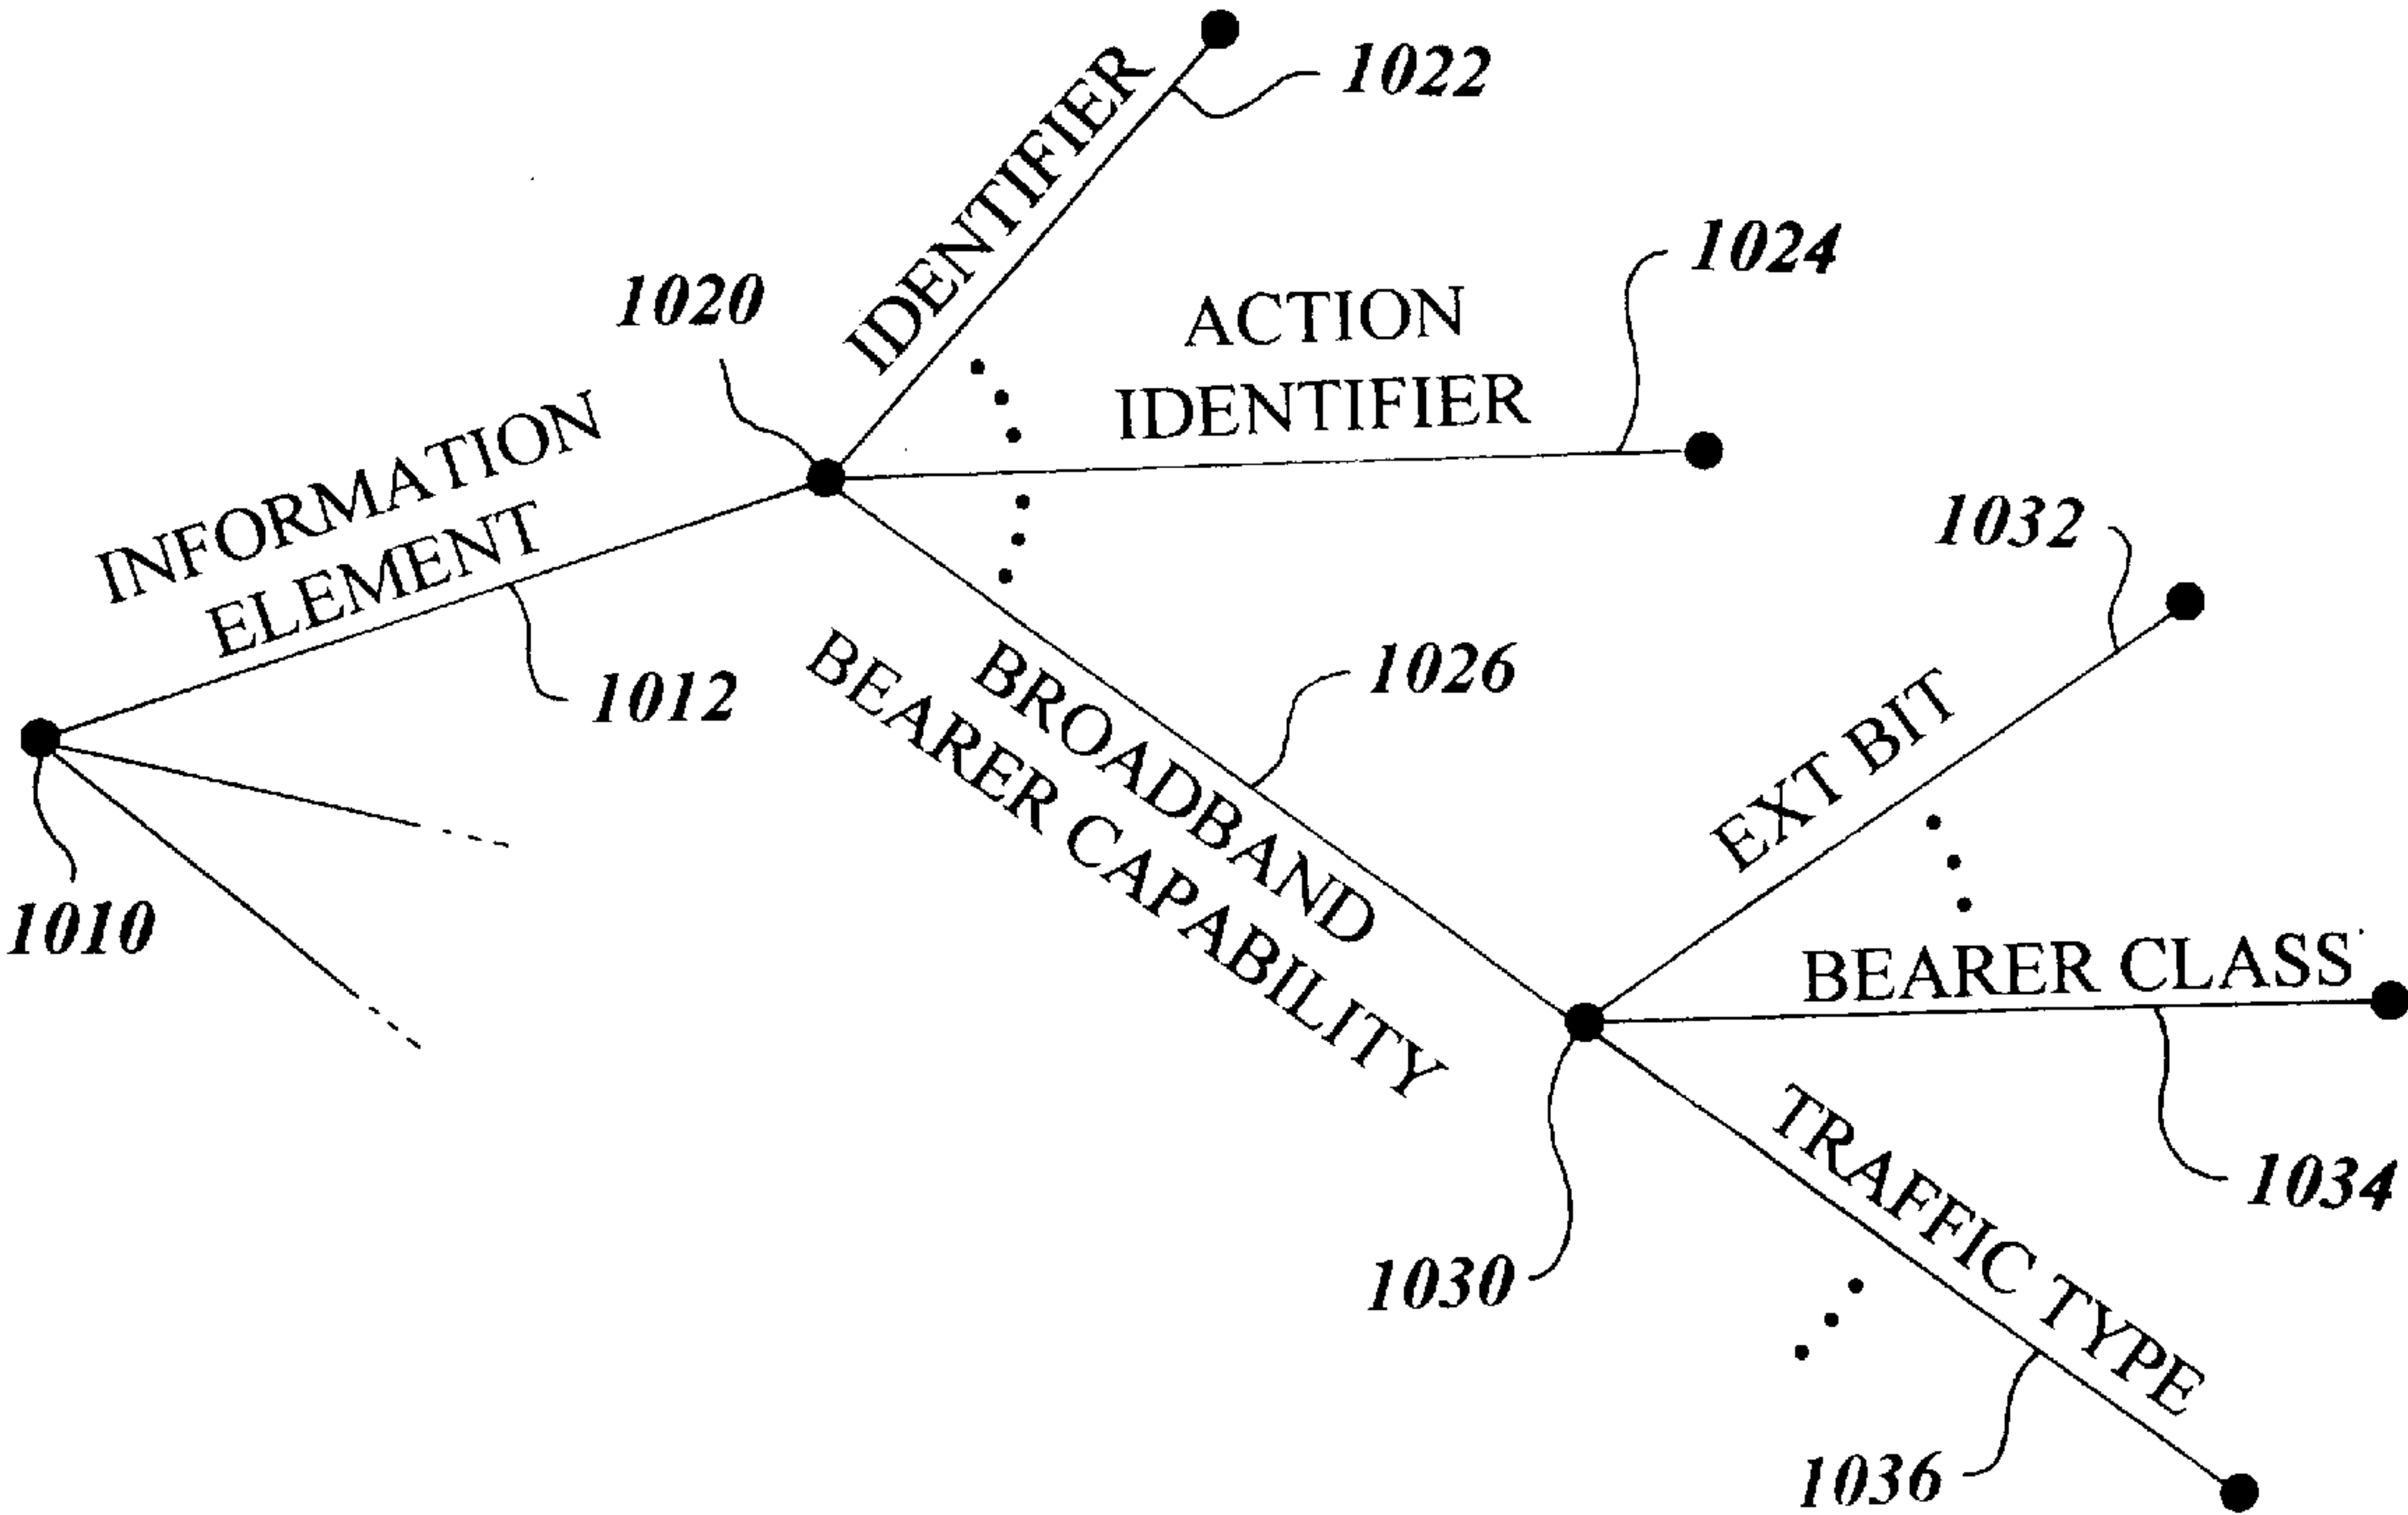 1022
IDENTIFIER
1024
1020
ACTION
IDENTIFIER
INFORMATION
ELEMENT
1032
1012
1026
BROADBAND
BEARER CAPABILITY
EXT BIT
1010
BEARER CLASS
TRAFFIC TYPE
1034
1030
1036